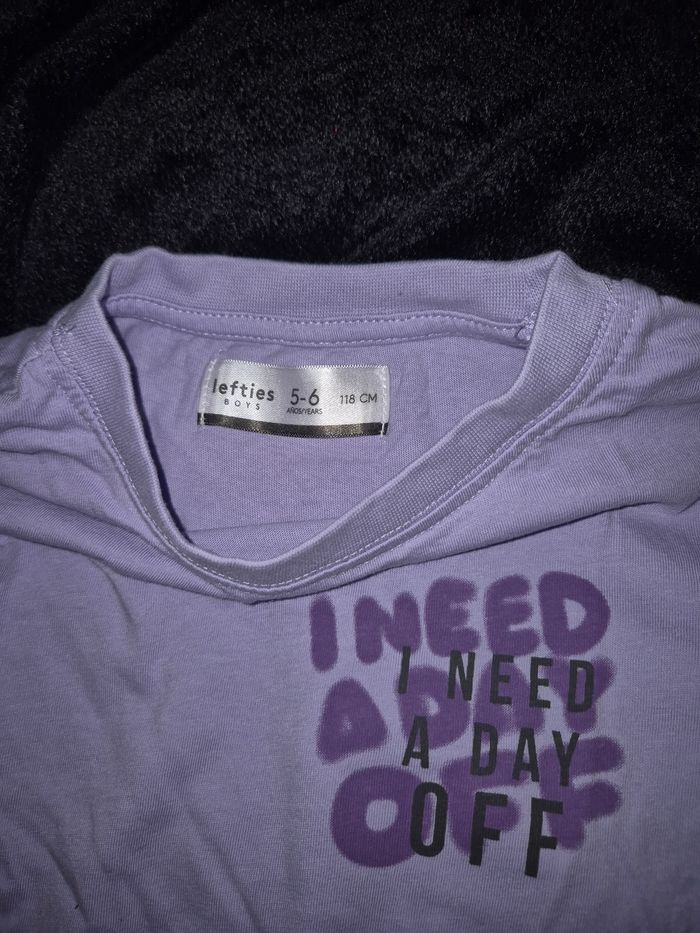 lefties 5-6 118 CM
BOYS AÑOS/YEARS
I NEED
A DAY
OFF
I NEED
A DAY
OFF